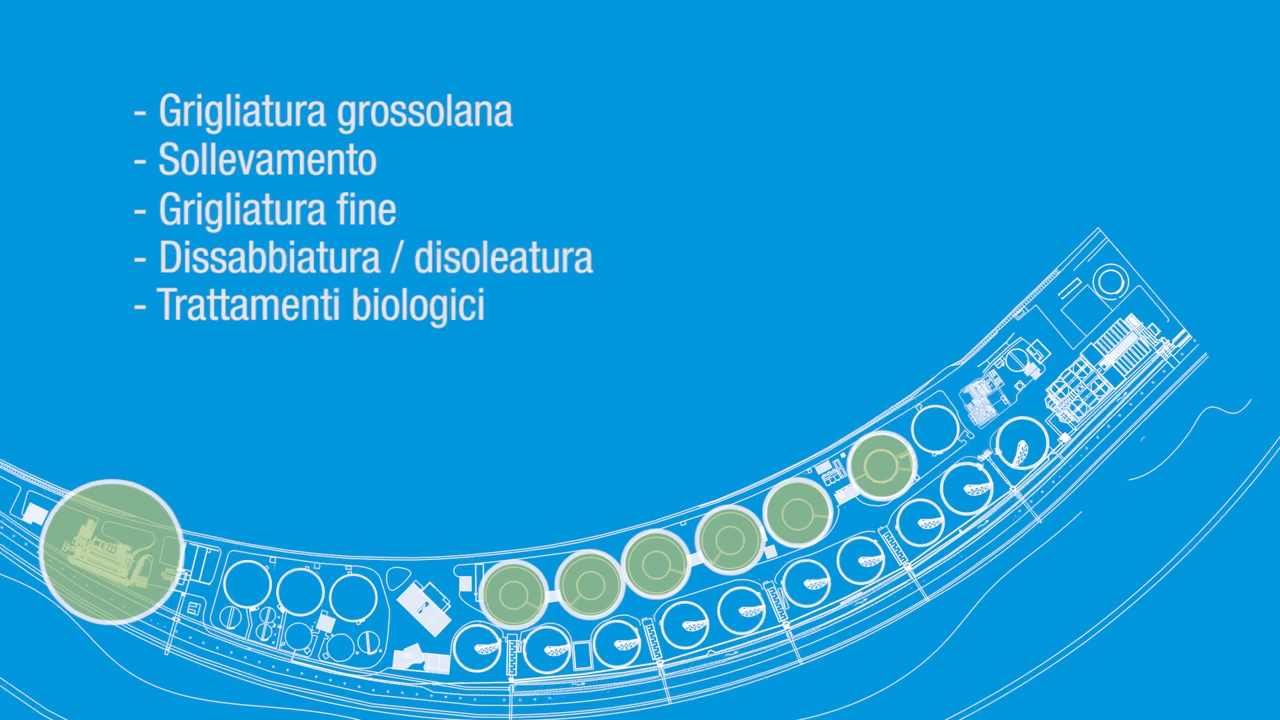 - Grigliatura grossolana
- Sollevamento
- Grigliatura fine
- Dissabbiatura / disoleatura
- Trattamenti biologici